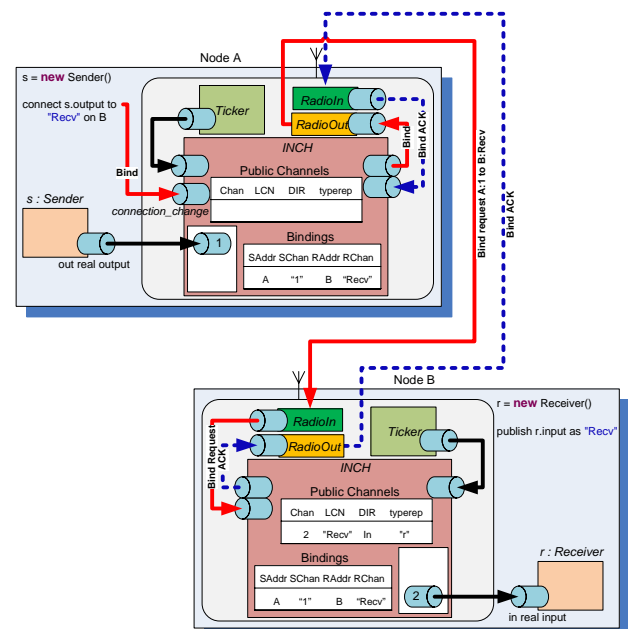 Node A
s = new Sender()
connect s.output to
"Recv" on B
Bind
Ticker
RadioIn
RadioOut
Bind
Bind ACK
INCH
Public Channels
Chan LCN DIR typerep
connection_change
s : Sender
out real output
1
Bindings
SAddr SChan RAddr RChan
A "1" B "Recv"
Bind request A:1 to B:Recv
Bind ACK
Node B
r = new Receiver()
publish r.input as "Recv"
RadioIn
RadioOut
Ticker
Bind Request
ACK
INCH
Public Channels
Chan LCN DIR typerep
2 "Recv" In "r"
Bindings
SAddr SChan RAddr RChan
A "1" B "Recv"
2
r : Receiver
in real input